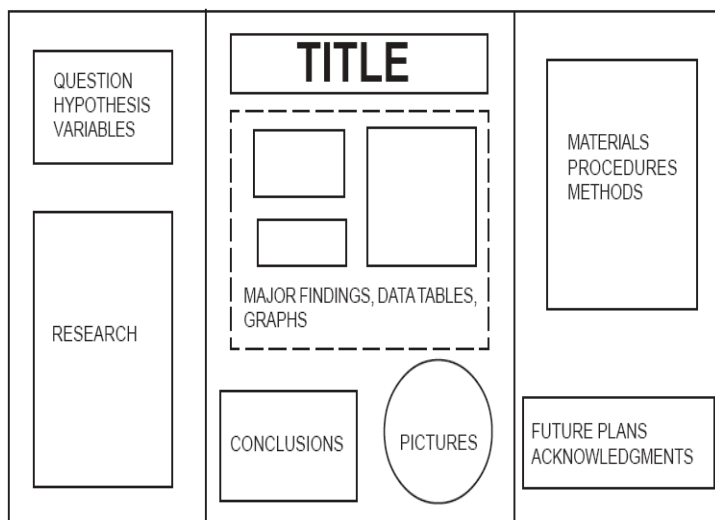 QUESTION
HYPOTHESIS
VARIABLES
RESEARCH
TITLE
MAJOR FINDINGS, DATA TABLES,
GRAPHS
CONCLUSIONS
PICTURES
MATERIALS
PROCEDURES
METHODS
FUTURE PLANS
ACKNOWLEDGMENTS